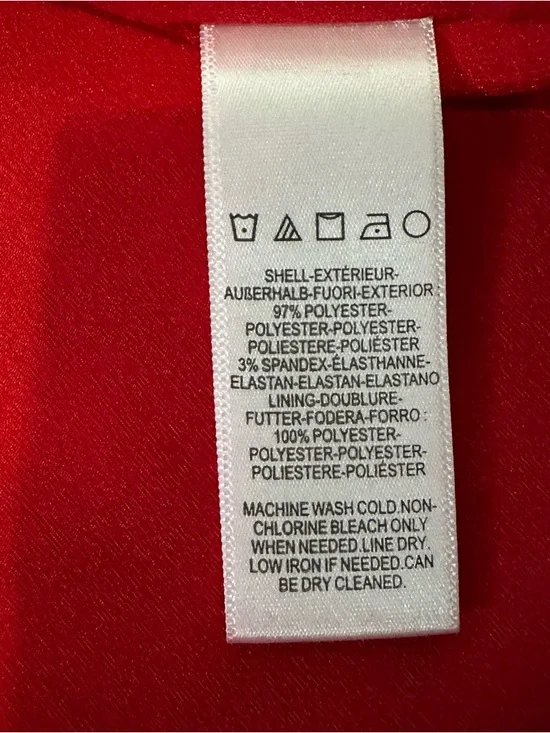 SHELL-EXTÉRIEUR-
AUßERHALB-FUORI-EXTERIOR :
97% POLYESTER-
POLYESTER-POLYESTER-
POLIESTERE-POLIÉSTER
3% SPANDEX-ÉLASTHANNE-
ELASTAN-ELASTAN-ELASTANO
LINING-DOUBLURE-
FUTTER-FODERA-FORRO :
100% POLYESTER-
POLYESTER-POLYESTER-
POLIESTERE-POLIÉSTER
MACHINE WASH COLD.NON-
CHLORINE BLEACH ONLY
WHEN NEEDED.LINE DRY.
LOW IRON IF NEEDED.CAN
BE DRY CLEANED.